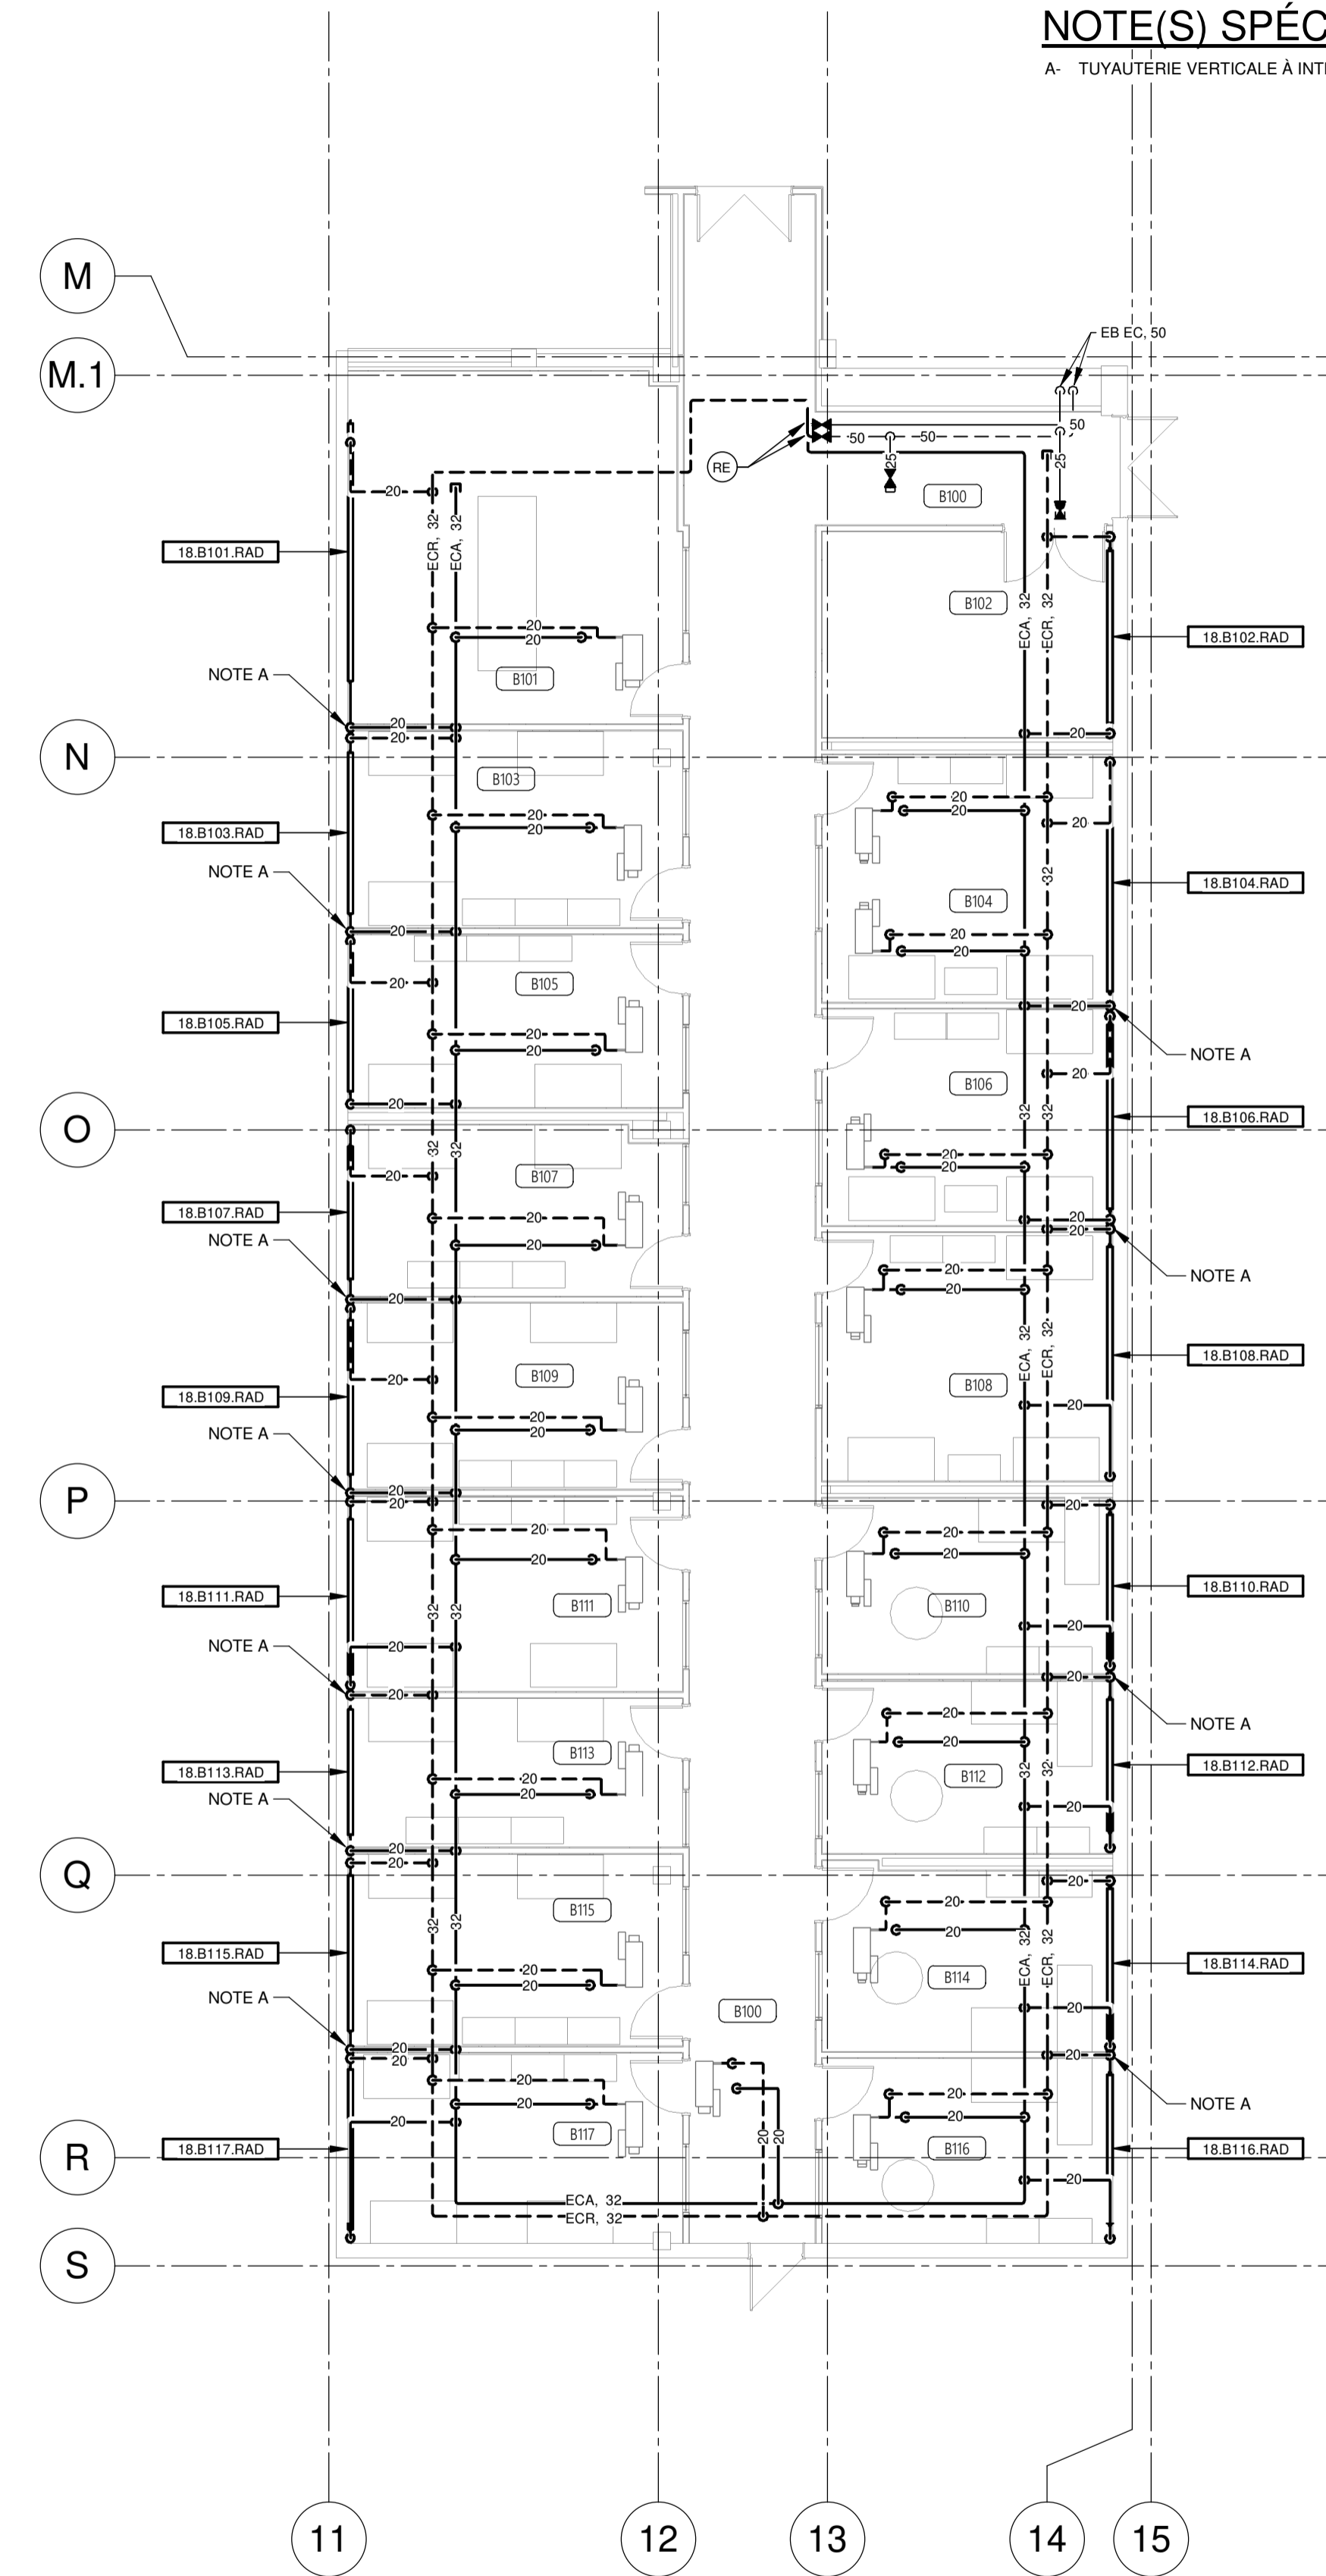 NOTE(S) SPÉC
A- TUYAUTERIE VERTICALE À INT
M
M.1
N
O
P
Q
R
S
11
12
13
14
15
EB EC, 50
50
50
50
25
25
RE
B100
ECR, 32
ECA, 32
20
18.B101.RAD
20
20
B101
NOTE A
20
20
B103
18.B103.RAD
20
20
NOTE A
20
20
B105
18.B105.RAD
20
20
20
32
32
20
B107
18.B107.RAD
20
20
NOTE A
20
20
B109
18.B109.RAD
20
20
NOTE A
20
20
20
20
B111
18.B111.RAD
32
32
20
NOTE A
20
B113
18.B113.RAD
20
20
NOTE A
20
20
B115
32
32
18.B115.RAD
20
20
NOTE A
20
20
20
20
20
B117
18.B117.RAD
ECA, 32
ECR, 32
B100
20
20
ECA, 32
ECR, 32
B102
18.B102.RAD
20
20
20
20
32
B104
18.B104.RAD
20
20
20
NOTE A
20
B106
32
32
18.B106.RAD
20
20
20
20
NOTE A
20
20
ECA, 32
ECR, 32
B108
18.B108.RAD
20
20
20
20
B110
18.B110.RAD
20
20
NOTE A
20
20
32
32
B112
18.B112.RAD
20
20
20
20
ECA, 32
ECR, 32
B114
18.B114.RAD
20
20
NOTE A
20
20
B116
18.B116.RAD
20